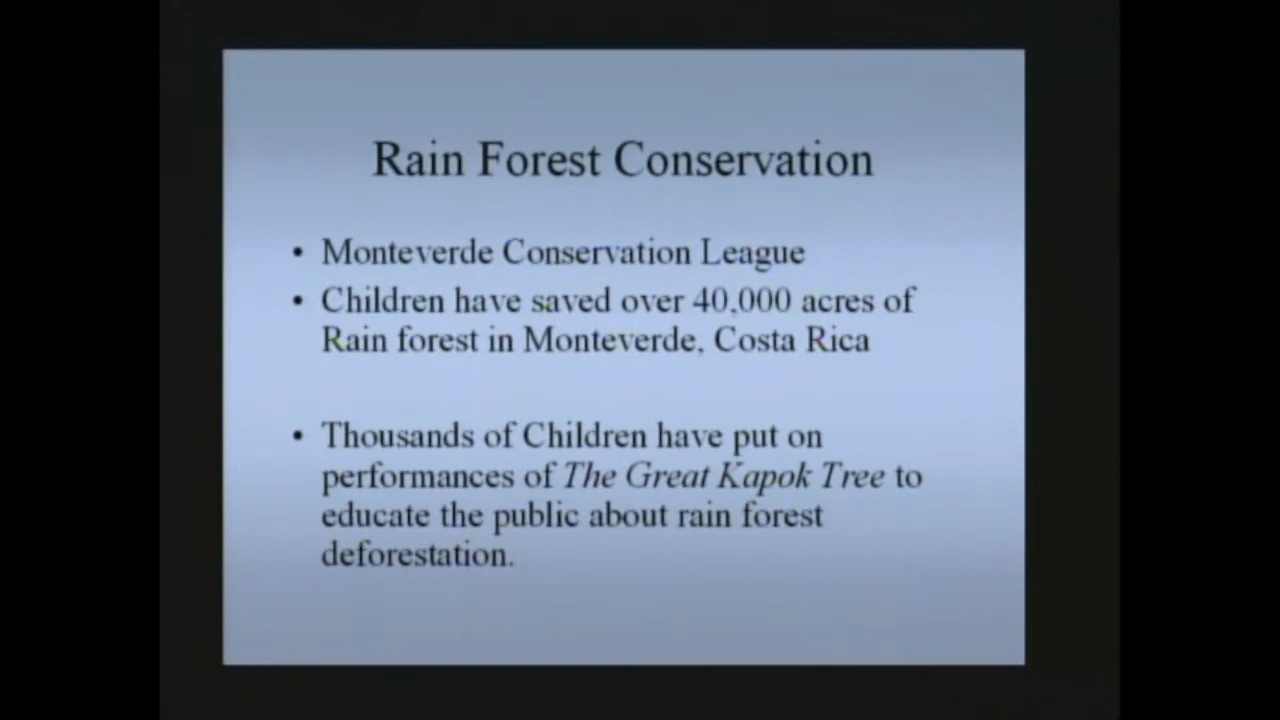 Rain Forest Conservation
• Monteverde Conservation League
• Children have saved over 40,000 acres of
Rain forest in Monteverde, Costa Rica
• Thousands of Children have put on
performances of The Great Kapok Tree to
educate the public about rain forest
deforestation.